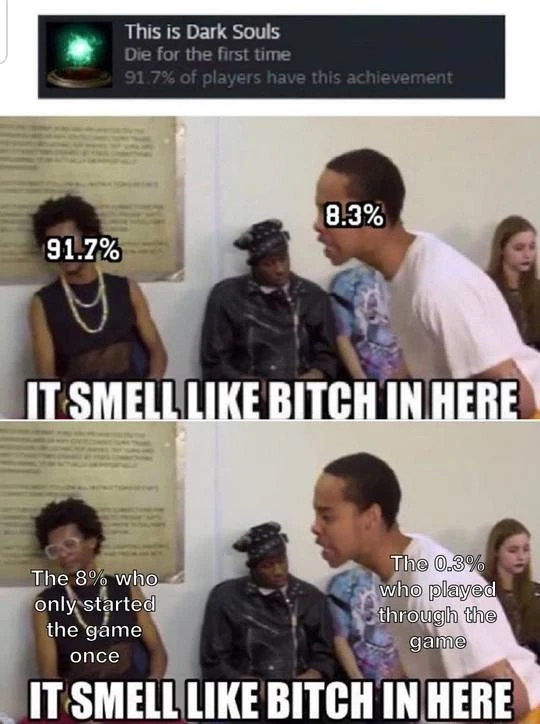 This is Dark Souls
Die for the first time
91.7% of players have this achievement
91.7%
8.3%
IT SMELL LIKE BITCH IN HERE
The 8% who
only started
the game
once
The 0.3%
who played
through the
game
IT SMELL LIKE BITCH IN HERE